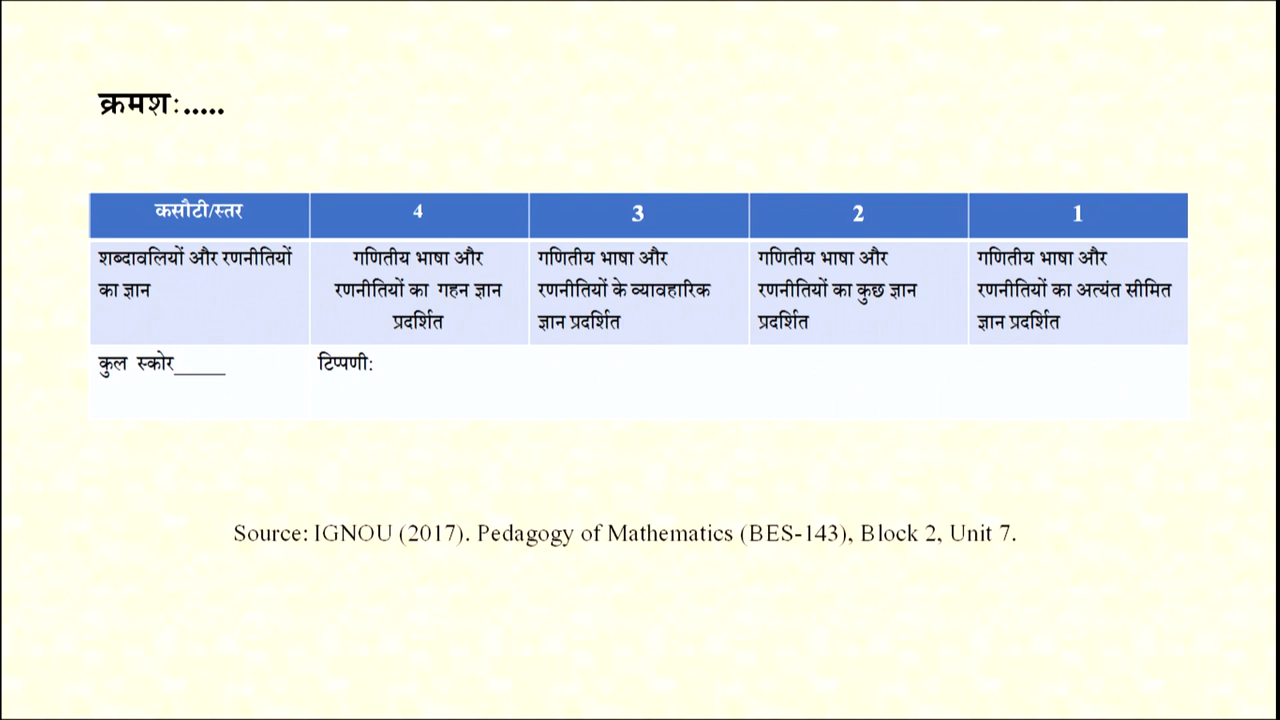 क्रमशः.....
कसौटी/स्तर 4 3 2 1
शब्दावलियों और रणनीतियों
का ज्ञान
गणितीय भाषा और
रणनीतियों का गहन ज्ञान
प्रदर्शित
गणितीय भाषा और
रणनीतियों के व्यावहारिक
ज्ञान प्रदर्शित
गणितीय भाषा और
रणनीतियों का कुछ ज्ञान
प्रदर्शित
गणितीय भाषा और
रणनीतियों का अत्यंत सीमित
ज्ञान प्रदर्शित
कुल स्कोर_____ टिप्पणी:
Source: IGNOU (2017). Pedagogy of Mathematics (BES-143), Block 2, Unit 7.